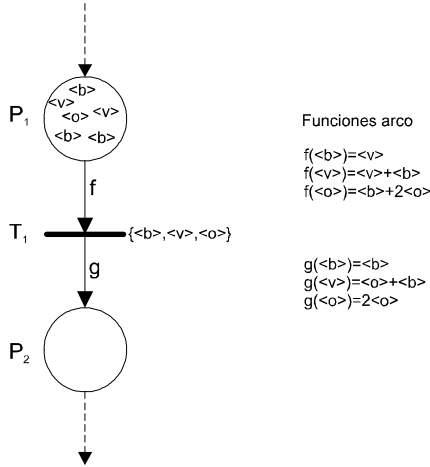 <b>
<v>
<v>
<o>
P1
<b>
<b>
Funciones arco
f(<b>)=<v>
f
f(<v>)=<v>+<b>
f(<o>)=<b>+2<o>
T1
{<b>,<v>,<o>}
g
g(<b>)=<b>
g(<v>)=<o>+<b>
g(<o>)=2<o>
P2